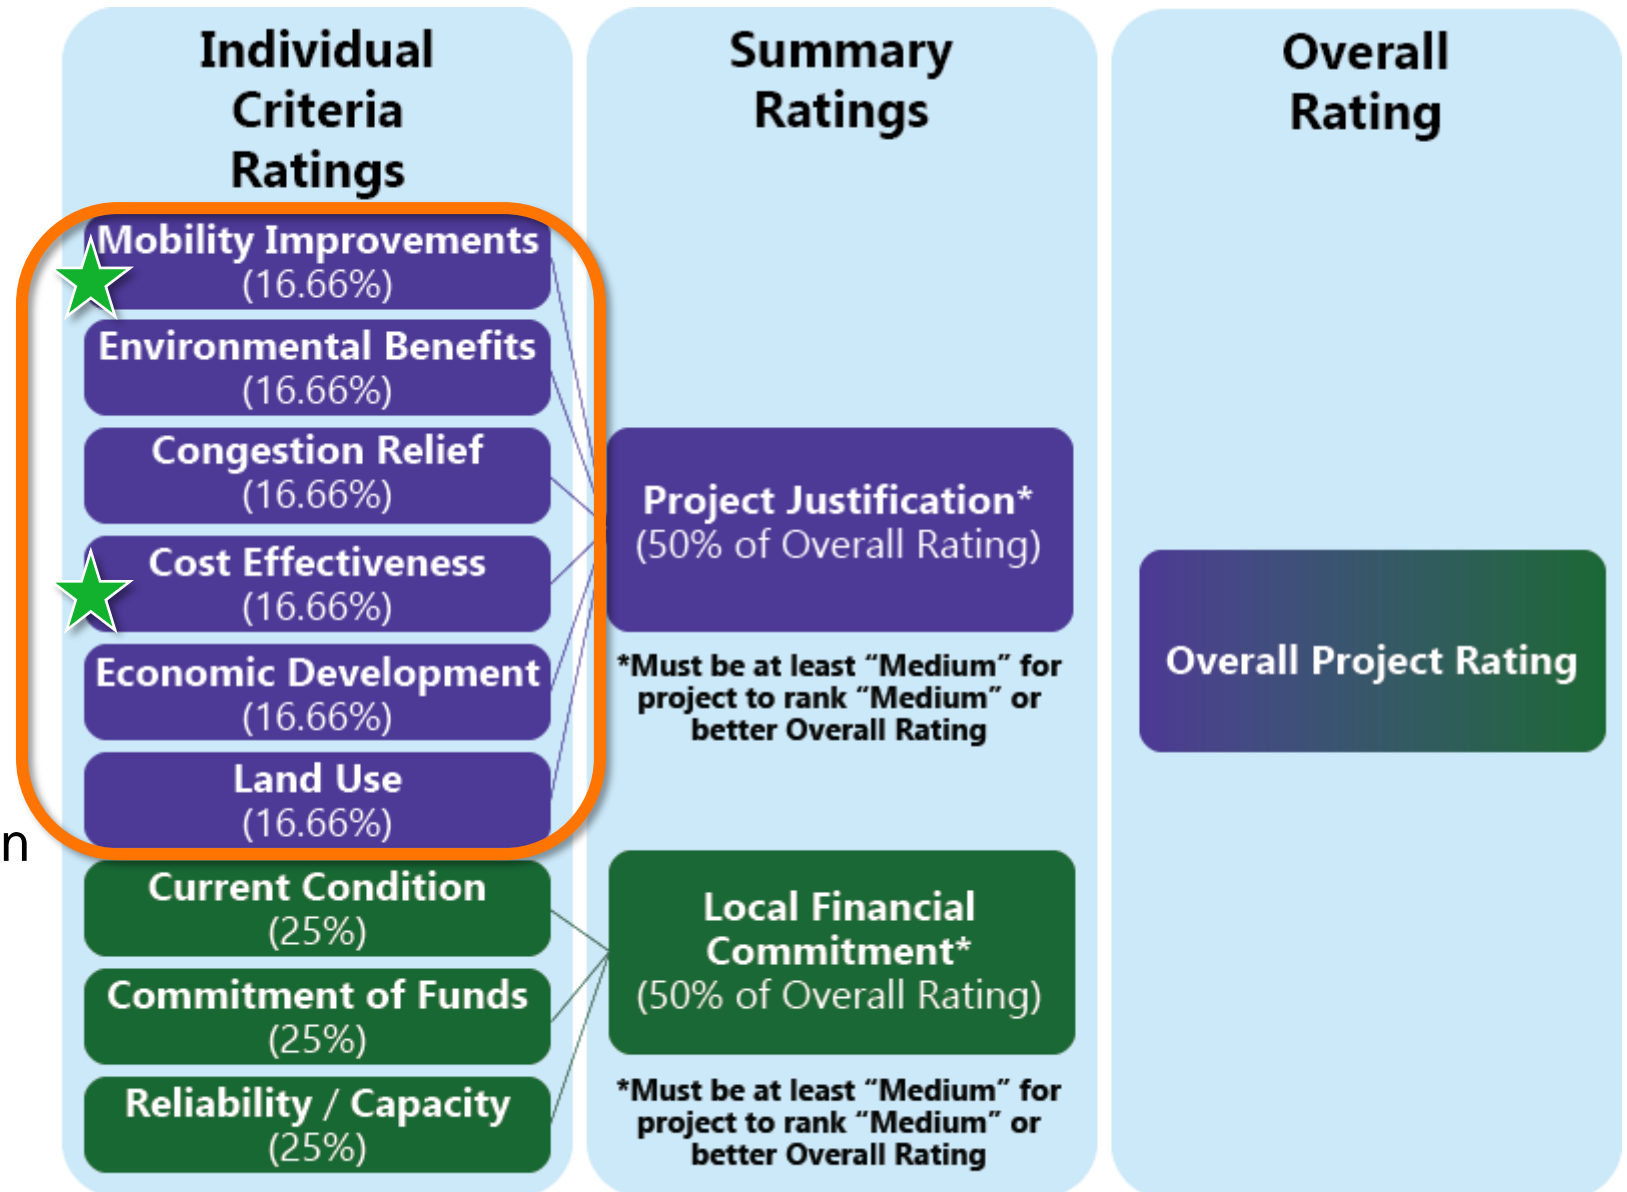 Individual
Criteria
Ratings
Mobility Improvements
(16.66%)
Environmental Benefits
(16.66%)
Congestion Relief
(16.66%)
Cost Effectiveness
(16.66%)
Economic Development
(16.66%)
Land Use
(16.66%)
n
Current Condition
(25%)
Commitment of Funds
(25%)
Reliability / Capacity
(25%)
Summary
Ratings
Project Justification*
(50% of Overall Rating)
*Must be at least “Medium” for
project to rank “Medium” or
better Overall Rating
Local Financial
Commitment*
(50% of Overall Rating)
*Must be at least “Medium” for
project to rank “Medium” or
better Overall Rating
Overall
Rating
Overall Project Rating